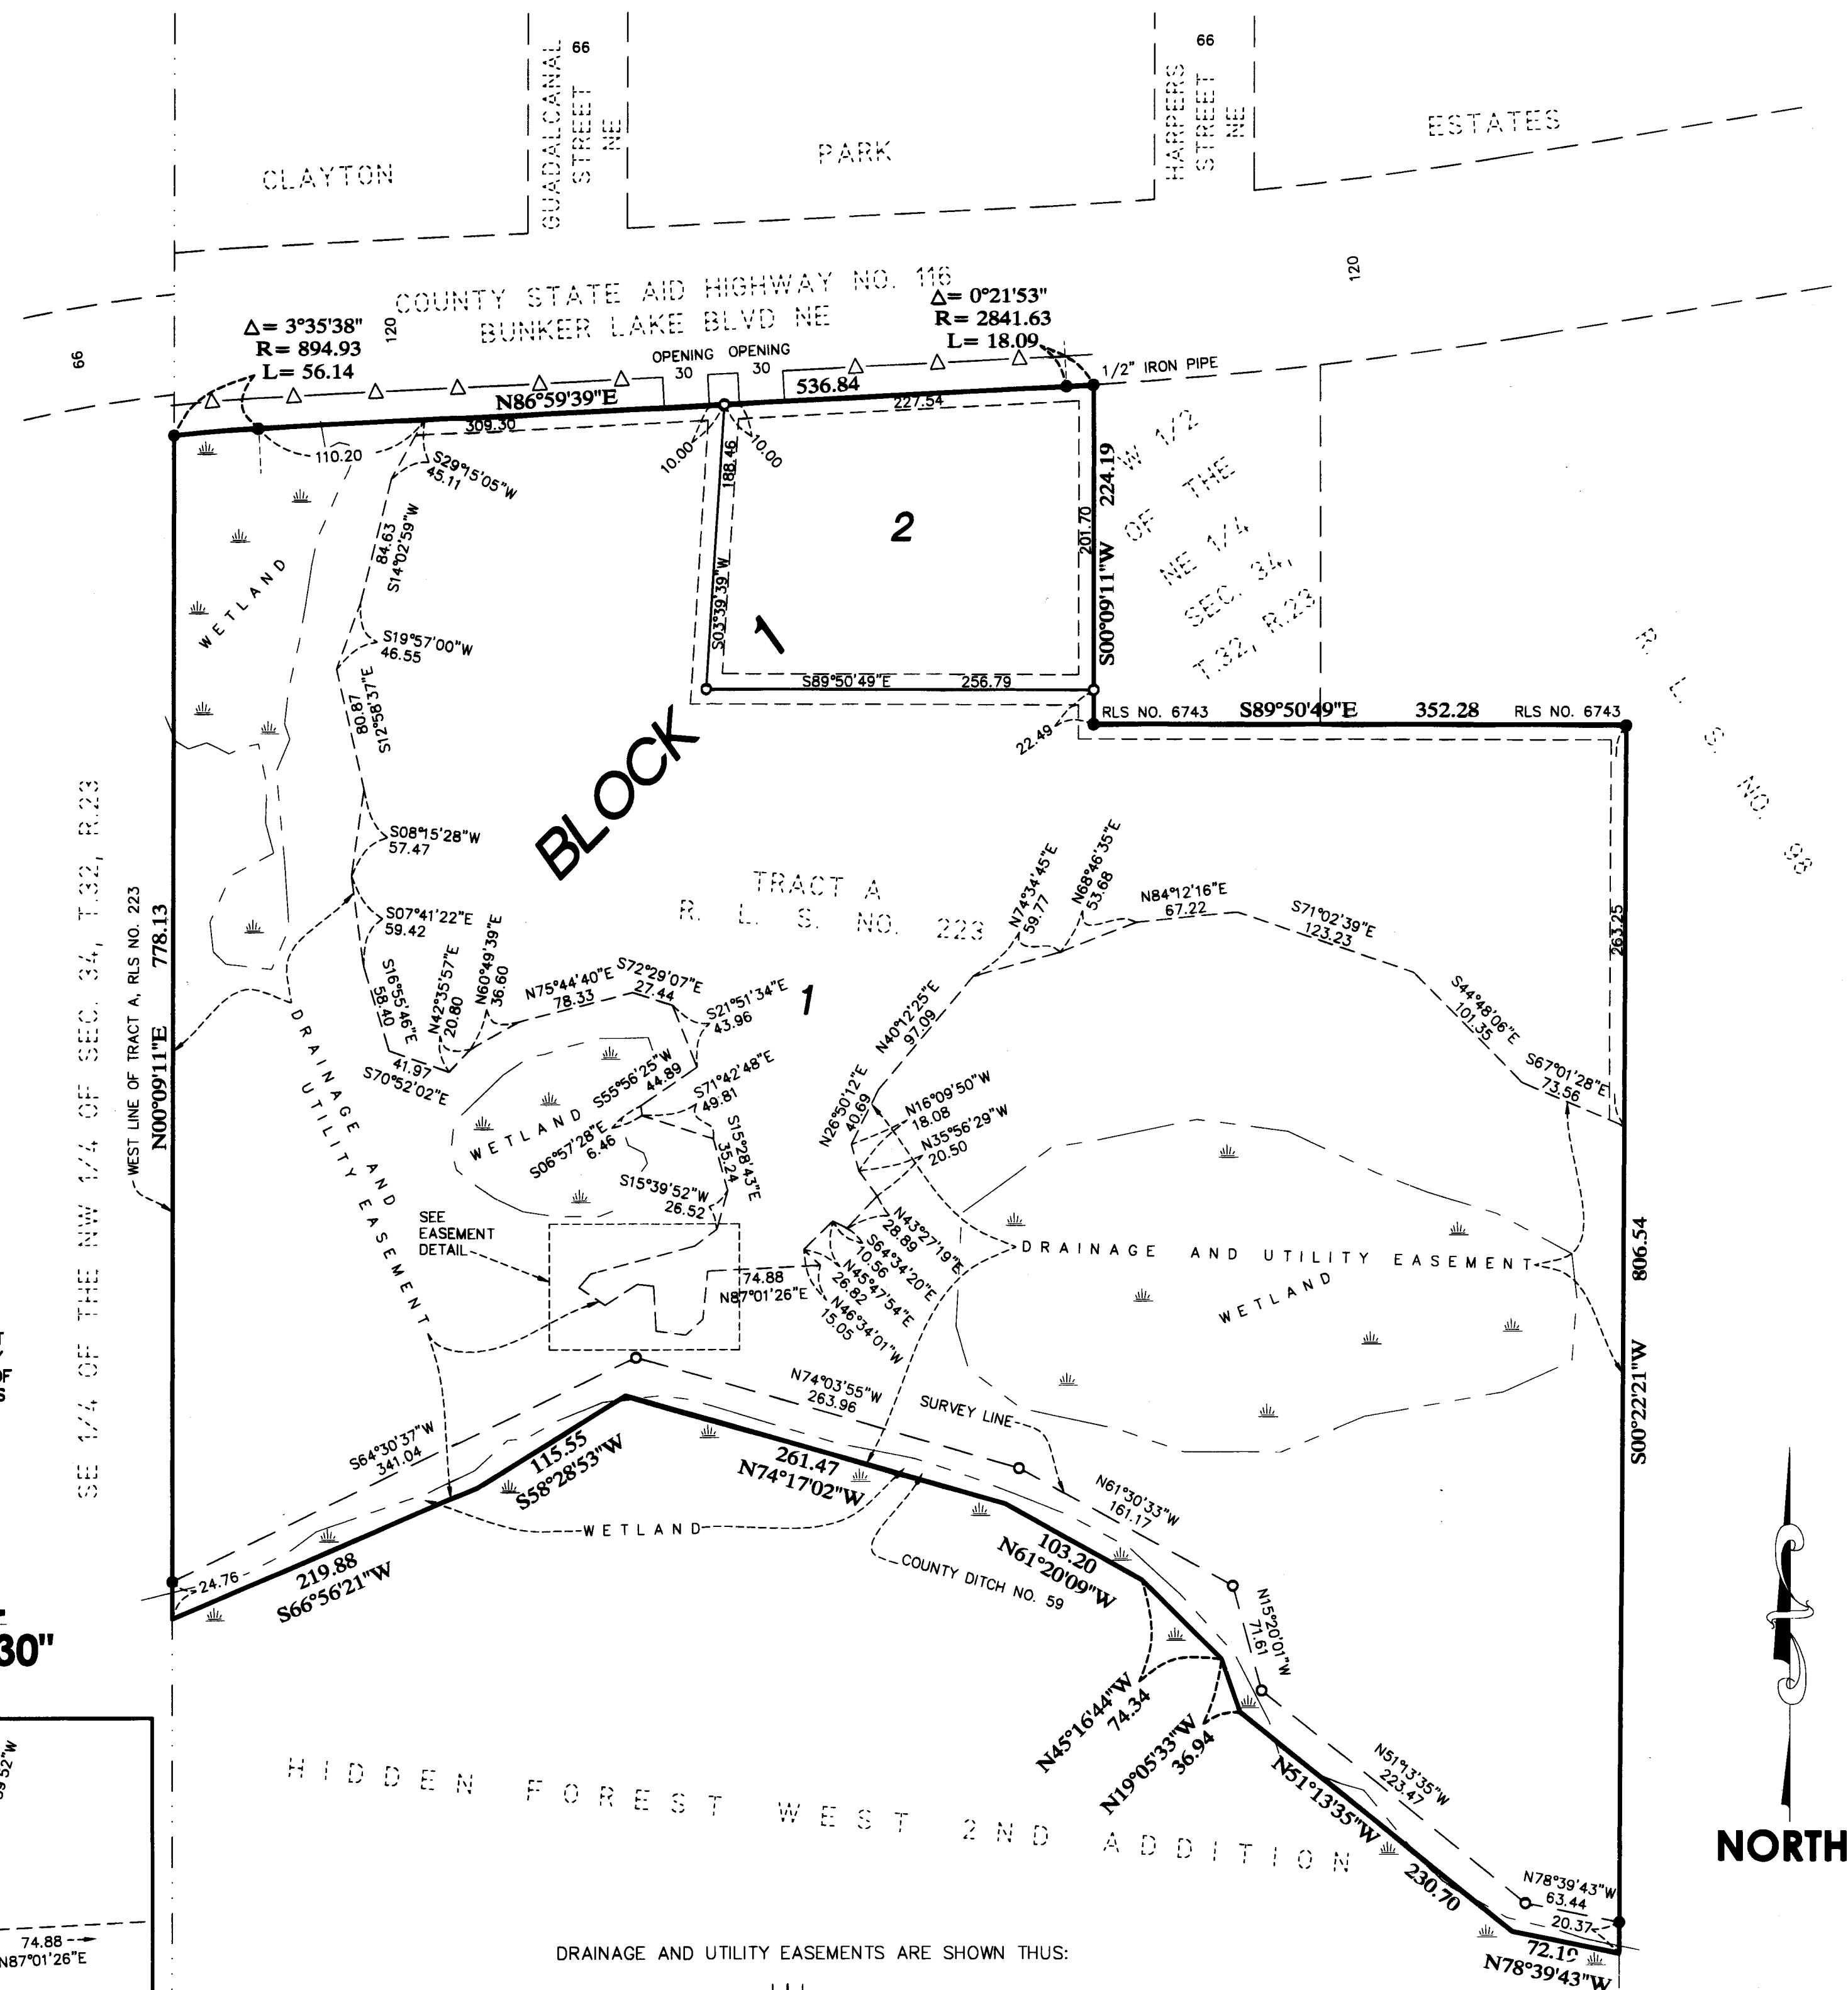 66
66
GUADALCANAL
STREET
NE
HARPERS
STREET
NE
CLAYTON
PARK
ESTATES
120
COUNTY STATE AID HIGHWAY NO. 116
BUNKER LAKE BLVD NE
120
66
Δ= 3°35'38"
R= 894.93
L= 56.14
Δ= 0°21'53"
R= 2841.63
L= 18.09
OPENING OPENING
30 30
536.84
N86°59'39"E
1/2" IRON PIPE
309.30
227.54
110.20
10.00
10.00
S29°15'05"W
45.11
188.46
S03°39'39"W
2
1
201.70
224.19
S00°09'11"W
W 1/2
OF THE
NE 1/4
SEC. 34,
T.32, R.23
84.63
S14°02'59"W
WETLAND
S19°57'00"W
46.55
80.87
S12°58'37"E
S89°50'49"E 256.79
RLS NO. 6743 S89°50'49"E 352.28 RLS NO. 6743
22.49
R. L. S. NO. 98
BLOCK
S08°15'28"W
57.47
S07°41'22"E
59.42
TRACT A
R. L. S. NO. 223
SE 1/4 OF THE NW 1/4 OF SEC. 34, T.32, R.23
WEST LINE OF TRACT A, RLS NO. 223
N00°09'11"E 778.13
S16°55'46"E
58.40
N42°35'57"E
20.80
N60°49'39"E
36.60
N75°44'40"E
78.33
S72°29'07"E
27.44
S21°51'34"E
43.96
1
41.97
S70°52'02"E
N74°34'45"E
59.77
N68°46'35"E
53.68
N84°12'16"E
67.22
S71°02'39"E
123.23
263.25
N40°12'25"E
97.09
S44°48'06"E
101.35
S67°01'28"E
73.56
S55°56'25"W
44.89
S71°42'48"E
49.81
WETLAND
S06°57'28"E
6.46
S15°28'43"E
35.24
S15°39'52"W
26.52
N26°50'12"E
40.69
N16°09'50"W
18.08
N35°56'29"W
20.50
N43°27'19"E
28.89
S64°34'20"E
10.56
N45°47'54"E
26.82
N46°34'01"W
15.05
SEE
EASEMENT
DETAIL
74.88
N87°01'26"E
DRAINAGE AND
UTILITY EASEMENT
DRAINAGE AND UTILITY EASEMENT
WETLAND
806.54
S00°22'21"W
OF
S
S64°30'37"W
341.04
N74°03'55"W
263.96
SURVEY LINE
115.55
S58°28'53"W
261.47
N74°17'02"W
N61°30'33"W
161.17
WETLAND
COUNTY DITCH NO. 59
24.76
219.88
S66°56'21"W
103.20
N61°20'09"W
N15°20'01"W
71.61
30"
N45°16'44"W
74.34
N19°05'33"W
36.94
N51°13'35"W
223.47
N51°13'35"W
230.70
HIDDEN FOREST WEST 2ND ADDITION
NORTH
N78°39'43"W
63.44
20.37
72.19
N78°39'43"W
74.88
N87°01'26"E
DRAINAGE AND UTILITY EASEMENTS ARE SHOWN THUS: